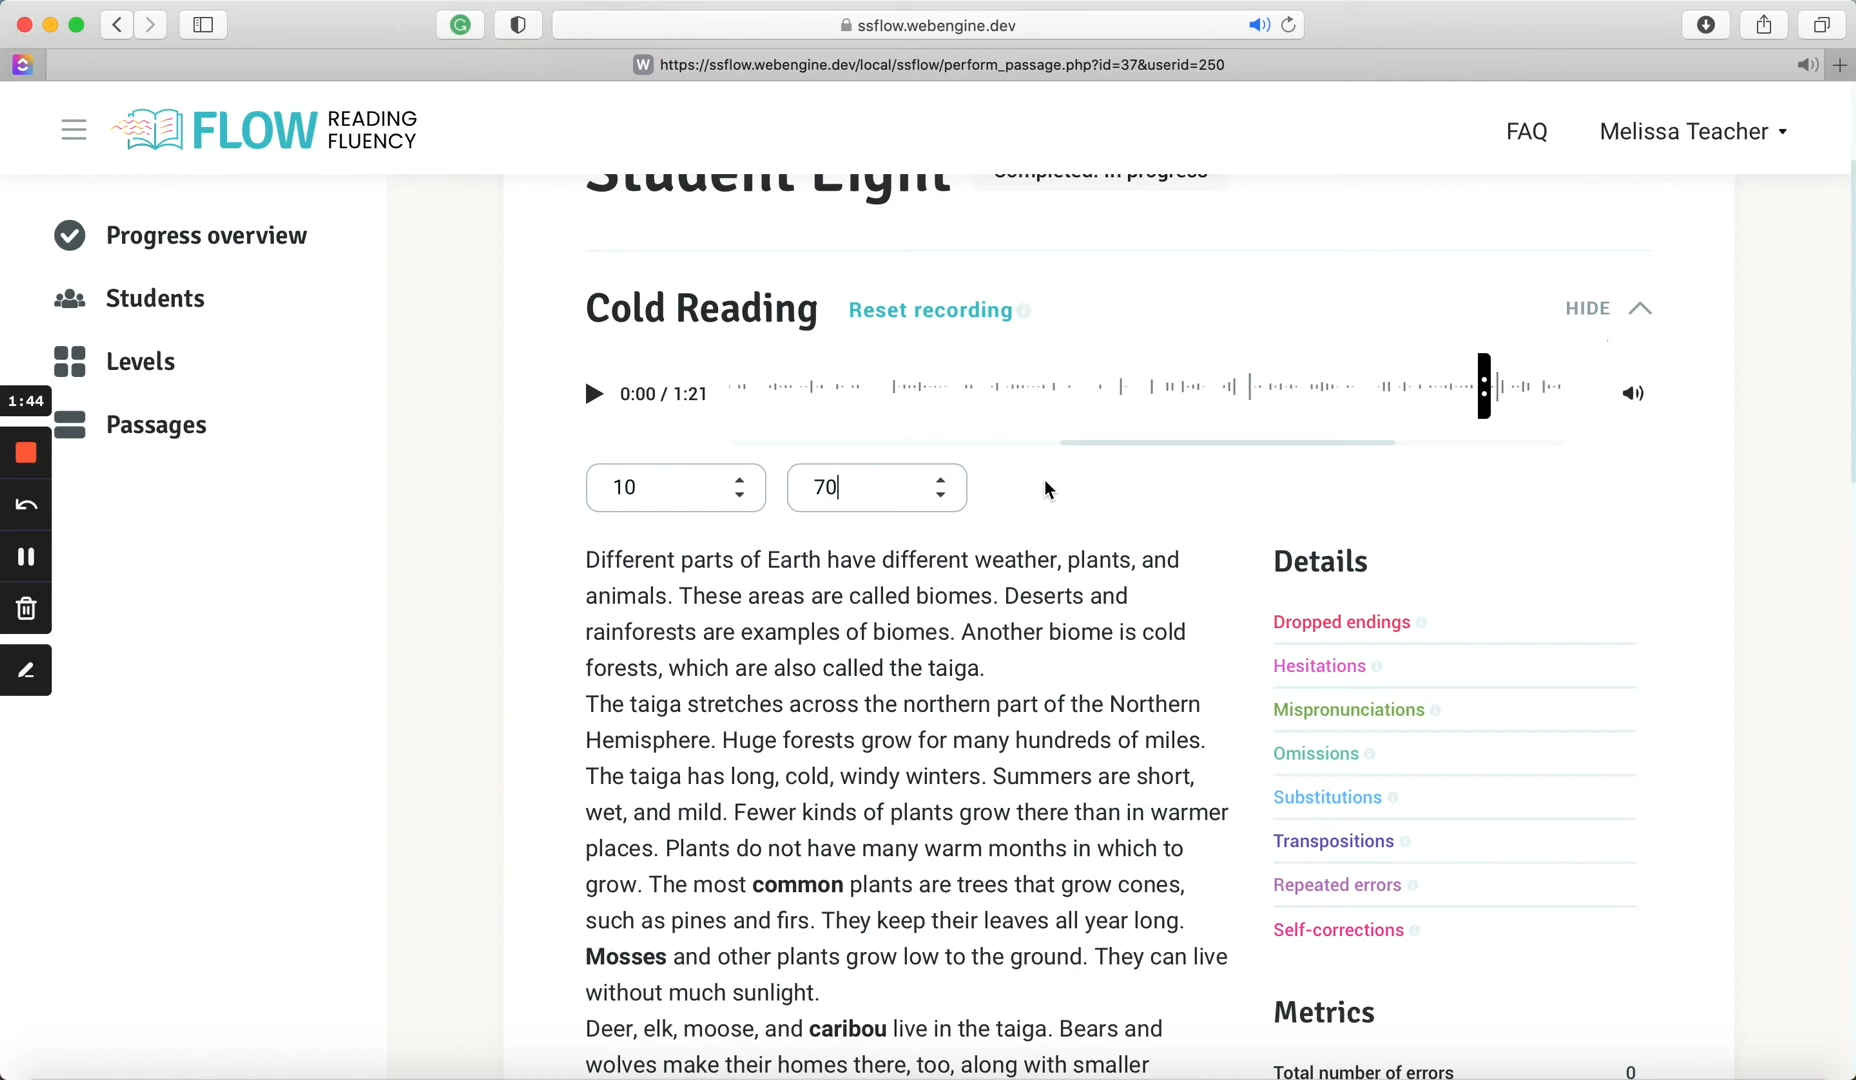 ssflow.webengine.dev
W https://ssflow.webengine.dev/local/ssflow/perform_passage.php?id=37&userid=250
FLOW READING
FLUENCY
FAQ
Melissa Teacher
Student Eight
Completed: In progress
Progress overview
Students
Levels
Passages
1:44
Cold Reading
Reset recording
HIDE
0:00 / 1:21
10
70
Different parts of Earth have different weather, plants, and
animals. These areas are called biomes. Deserts and
rainforests are examples of biomes. Another biome is cold
forests, which are also called the taiga.
The taiga stretches across the northern part of the Northern
Hemisphere. Huge forests grow for many hundreds of miles.
The taiga has long, cold, windy winters. Summers are short,
wet, and mild. Fewer kinds of plants grow there than in warmer
places. Plants do not have many warm months in which to
grow. The most common plants are trees that grow cones,
such as pines and firs. They keep their leaves all year long.
Mosses and other plants grow low to the ground. They can live
without much sunlight.
Deer, elk, moose, and caribou live in the taiga. Bears and
wolves make their homes there, too, along with smaller
Details
Dropped endings
Hesitations
Mispronunciations
Omissions
Substitutions
Transpositions
Repeated errors
Self-corrections
Metrics
Total number of errors 0